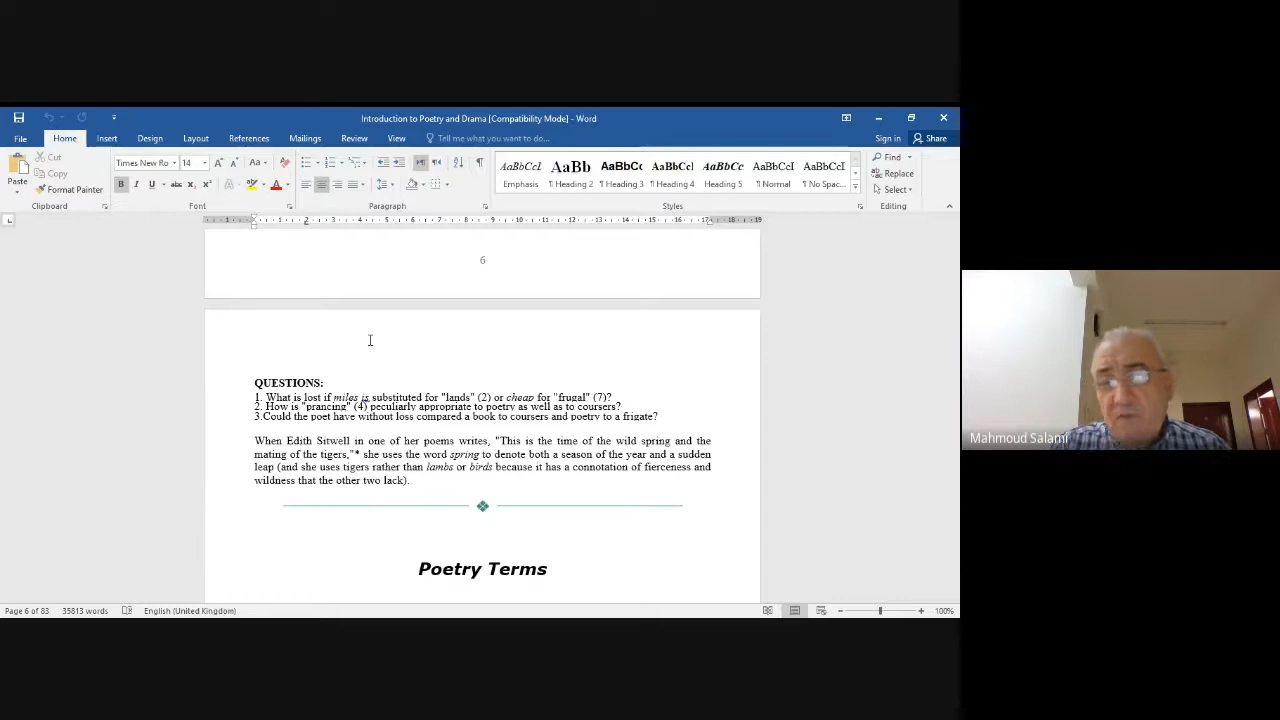 Introduction to Poetry and Drama [Compatibility Mode] - Word
File Home Insert Design Layout References Mailings Review View Tell me what you want to do... Sign in Share
Cut
Copy
Format Painter
Paste
Times New Ro 14
Clipboard Font Paragraph Styles Editing
AaBbCcI AaBb AaBbCc AaBbCcI AaBbCc AaBbCcI AaBbCcI
Emphasis ¶ Heading 2 ¶ Heading 3 ¶ Heading 4 Heading 5 ¶ Normal ¶ No Spac...
Find
Replace
Select
6
QUESTIONS:
1. What is lost if miles is substituted for "lands" (2) or cheap for "frugal" (7)?
2. How is "prancing" (4) peculiarly appropriate to poetry as well as to coursers?
3.Could the poet have without loss compared a book to coursers and poetry to a frigate?
When Edith Sitwell in one of her poems writes, "This is the time of the wild spring and the
mating of the tigers,"* she uses the word spring to denote both a season of the year and a sudden
leap (and she uses tigers rather than lambs or birds because it has a connotation of fierceness and
wildness that the other two lack).
Poetry Terms
Page 6 of 83 35813 words English (United Kingdom) 100%
Mahmoud Salami